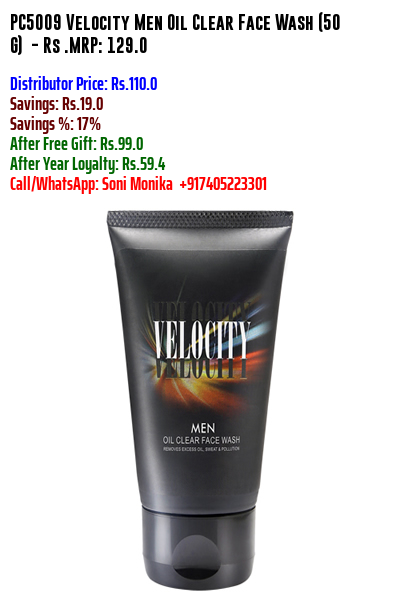 PC5009 Velocity Men Oil Clear Face Wash (50
G) - Rs .MRP: 129.0
Distributor Price: Rs.110.0
Savings: Rs.19.0
Savings %: 17%
After Free Gift: Rs.99.0
After Year Loyalty: Rs.59.4
Call/WhatsApp: Soni Monika +917405223301
VELOCITY
MEN
OIL CLEAR FACE WASH
REMOVES EXCESS OIL, SWEAT & POLLUTION